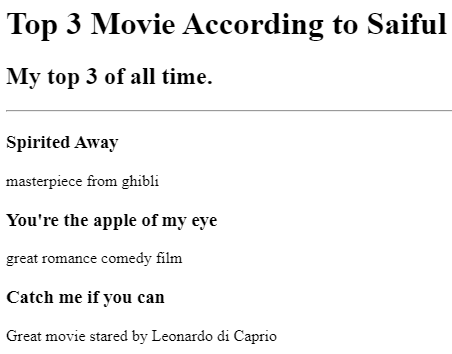 Top 3 Movie According to Saiful
My top 3 of all time.
Spirited Away
masterpiece from ghibli
You're the apple of my eye
great romance comedy film
Catch me if you can
Great movie stared by Leonardo di Caprio